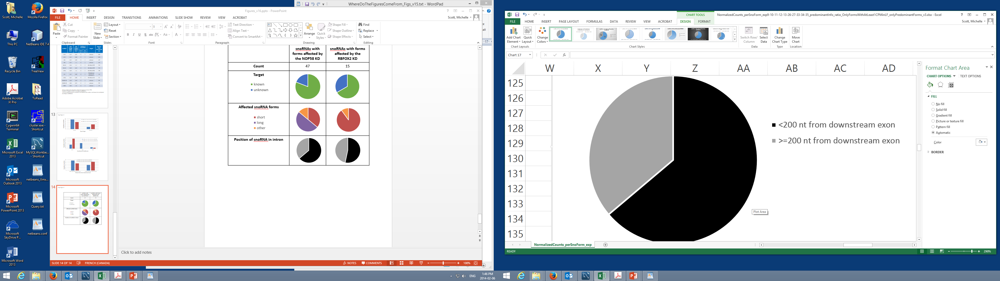 Scott, Michelle
Mozilla Firefox
This PC
NetBeans IDE 7.4
Recycle Bin
TreeView
Adobe Acrobat
XI Pro
ToRead
Cygwin64
Terminal
cluster.exe -
Shortcut
Microsoft Excel
2013
MySQLWorkbe...
- Shortcut
Microsoft
Outlook 2013
netbeans_Xmx...
Microsoft
PowerPoint 2013
Query.txt
Microsoft
SkyDrive P...
netbeans.conf
Microsoft Word
2013
WhereDoTheFiguresComeFrom_Figs_v15.txt - WordPad
Figures_v16.pptx - PowerPoint
FILE HOME INSERT DESIGN TRANSITIONS ANIMATIONS SLIDE SHOW REVIEW VIEW ACROBAT
Scott, Michelle
Paste
Cut
Copy
Format Painter
Clipboard
New
Slide
Layout
Reset
Section
Slides
9
B I U S abc AV Aa A
Font
Text Direction
Align Text
Convert to SmartArt
Paragraph
Arrange
Quick
Styles
Shape Fill
Shape Outline
Shape Effects
Drawing
Find
Replace
Select
Editing
13
14
snoRNAs with
forms affected by
the NOP58 KD
snoRNAs with forms
affected by the
RBFOX2 KD
Count 47 15
Target
known
unknown
Affected snoRNA forms
short
long
other
Position of snoRNA in intron
Click to add notes
SLIDE 14 OF 14 FRENCH (CANADA) NOTES COMMENTS 100%
ENG
1:46 PM
2014-02-06
CHART TOOLS
NormalizedCounts_perSnoForm_exp9-10-11-12-13-26-27-33-34-35_predominantInfo_ratio_OnlyFormsWithAtLeast1CPMinLF_onlyPredominantForms_v3.xlsx - Excel
FILE HOME INSERT PAGE LAYOUT FORMULAS DATA REVIEW VIEW ACROBAT DESIGN FORMAT
Scott, Michelle
Add Chart
Element
Quick
Layout
Chart Layouts
Change
Colors
Chart Styles
Switch Row/
Column
Select
Data
Data
Change
Chart Type
Type
Move
Chart
Location
Chart 17
fx
W X Y Z AA AB AC AD
125
126
127
128
129
130
131
132
133
134
135
<200 nt from downstream exon
>=200 nt from downstream exon
Plot Area
NormalizedCounts_perSnoForm_exp
READY
290%
Format Chart Area
CHART OPTIONS TEXT OPTIONS
FILL
No fill
Solid fill
Gradient fill
Picture or texture fill
Pattern fill
Automatic
Color
BORDER